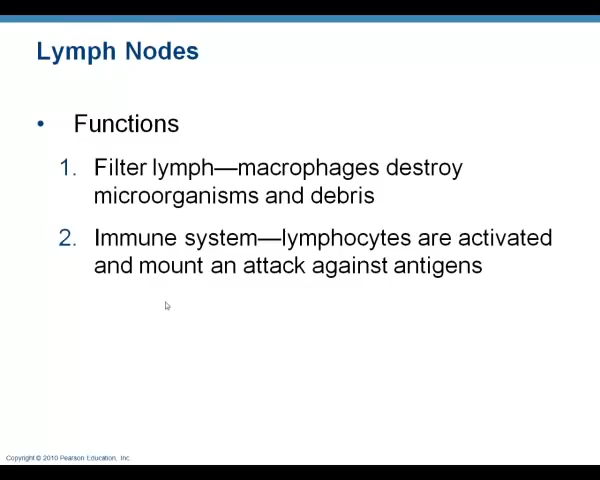 Lymph Nodes
• Functions
1. Filter lymph—macrophages destroy
microorganisms and debris
2. Immune system—lymphocytes are activated
and mount an attack against antigens
Copyright © 2010 Pearson Education, Inc.